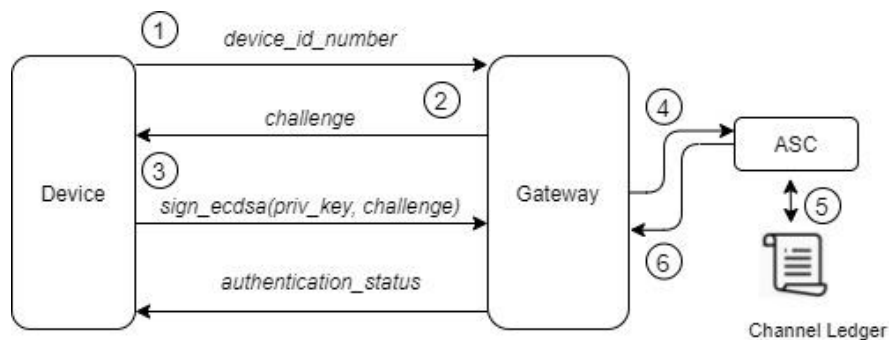 1
device_id_number
2
challenge
4
ASC
3
Device
Gateway
sign_ecdsa(priv_key, challenge)
5
6
authentication_status
Channel Ledger